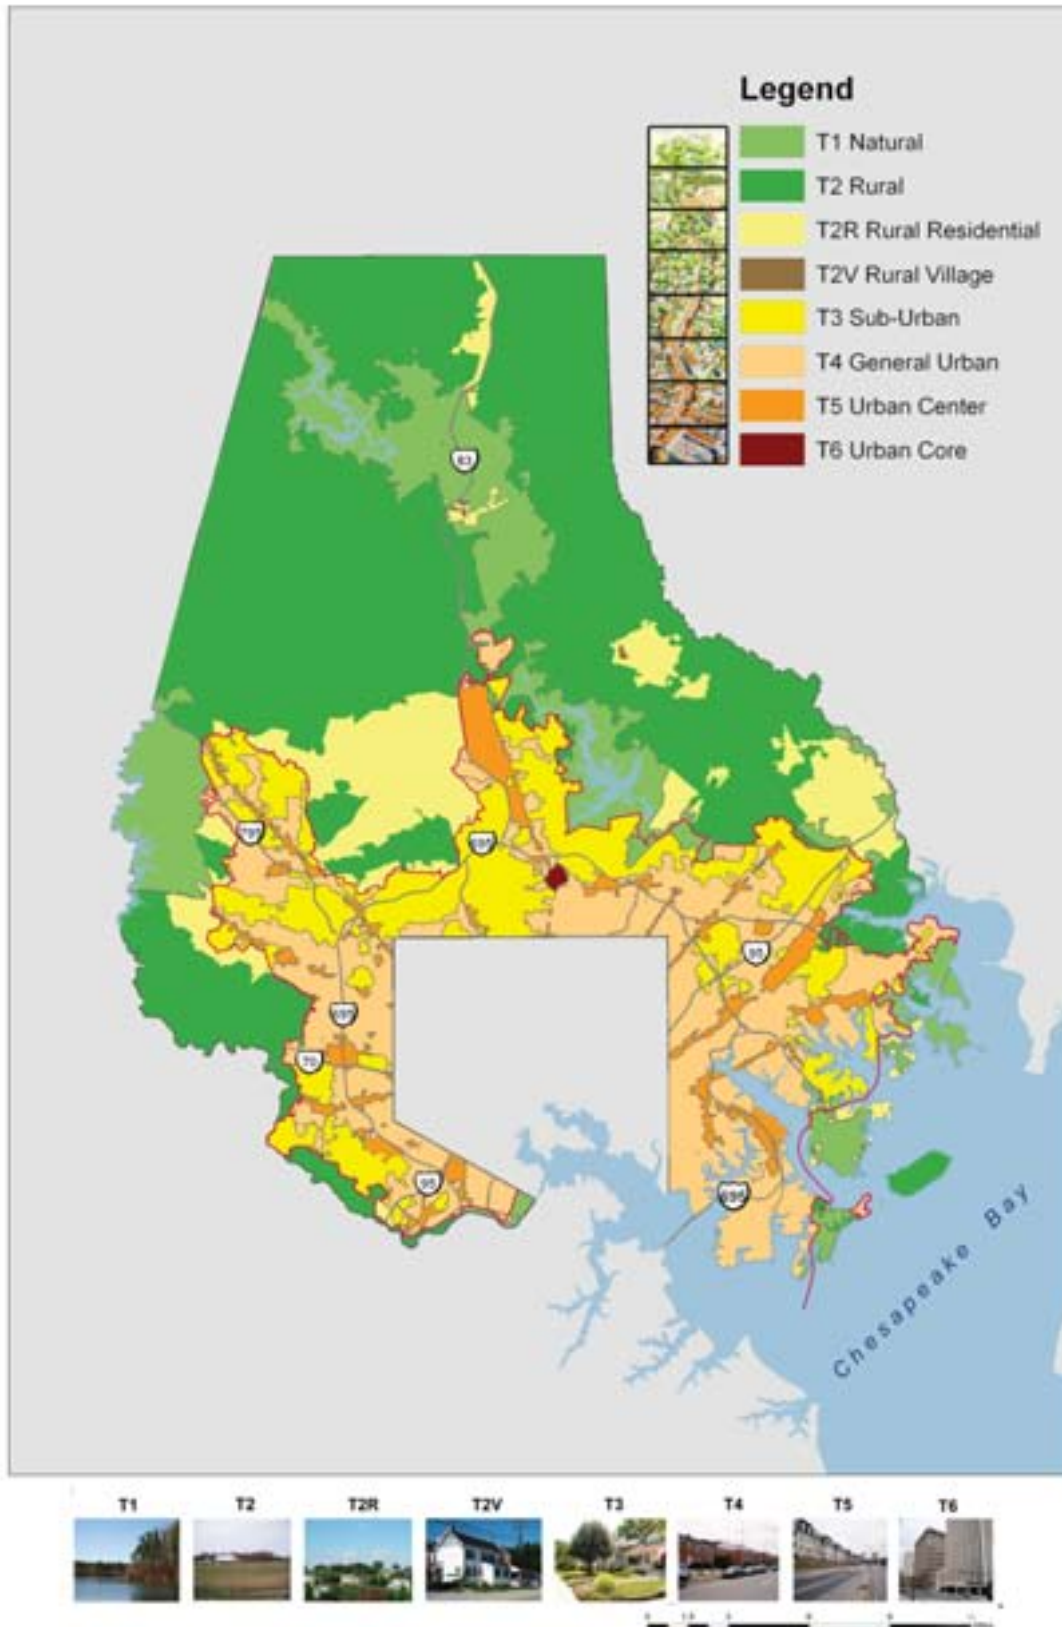 Legend
T1 Natural
T2 Rural
T2R Rural Residential
T2V Rural Village
T3 Sub-Urban
T4 General Urban
T5 Urban Center
T6 Urban Core
83
795
695
95
695
70
95
695
Chesapeake Bay
T1 T2 T2R T2V T3 T4 T5 T6